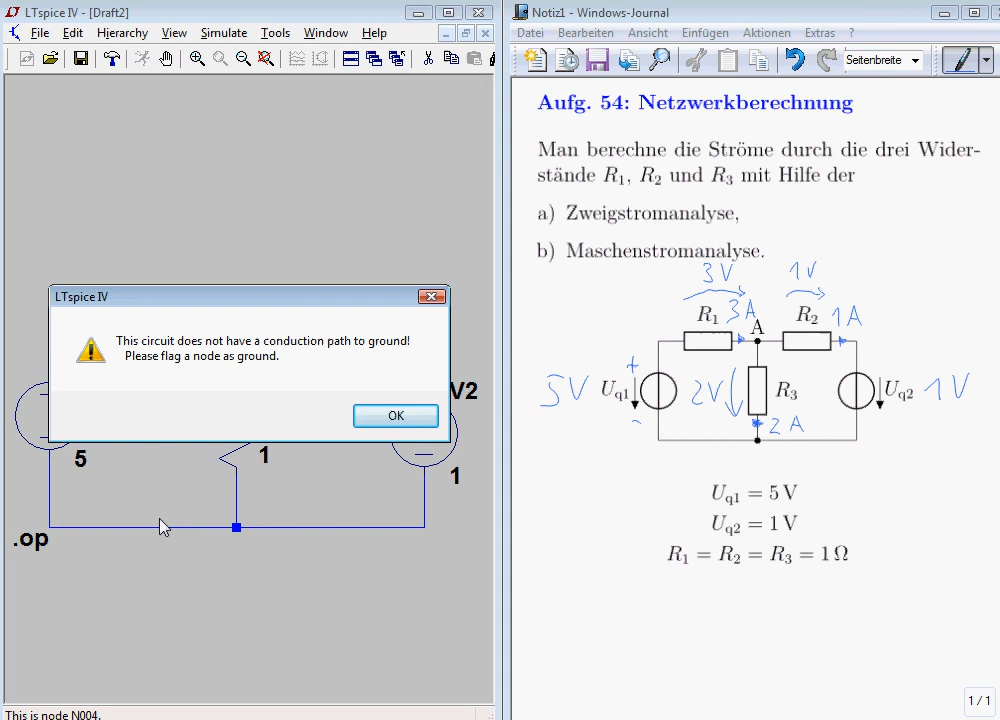 LTspice IV - [Draft2]
File Edit Hierarchy View Simulate Tools Window Help
LTspice IV
This circuit does not have a conduction path to ground!
Please flag a node as ground.
OK
V2
5
1
1
.op
This is node N004.
Notiz1 - Windows-Journal
Datei Bearbeiten Ansicht Einfügen Aktionen Extras ?
Seitenbreite
Aufg. 54: Netzwerkberechnung
Man berechne die Ströme durch die drei Wider-
stände R1, R2 und R3 mit Hilfe der
a) Zweigstromanalyse,
b) Maschenstromanalyse.
3V 1V
R1 3A A R2 1A
+
5V Uq1 2V R3 Uq2 1V
-
2A
Uq1 = 5 V
Uq2 = 1 V
R1 = R2 = R3 = 1 Ω
1 / 1